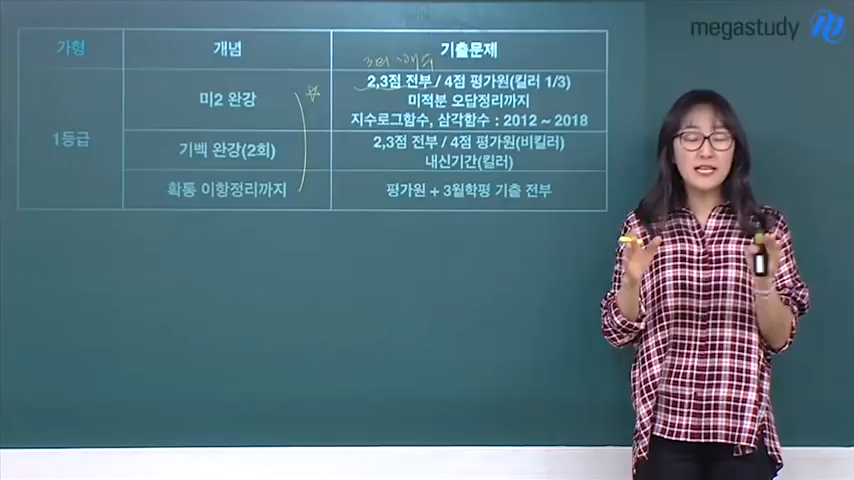 megastudy
가형 개념 기출문제
1등급 미2 완강 2,3점 전부 / 4점 평가원(킬러 1/3)
미적분 오답정리까지
지수로그함수, 삼각함수 : 2012 ~ 2018
기벡 완강(2회) 2,3점 전부 / 4점 평가원(비킬러)
내신기간(킬러)
확통 이항정리까지 평가원 + 3월학평 기출 전부